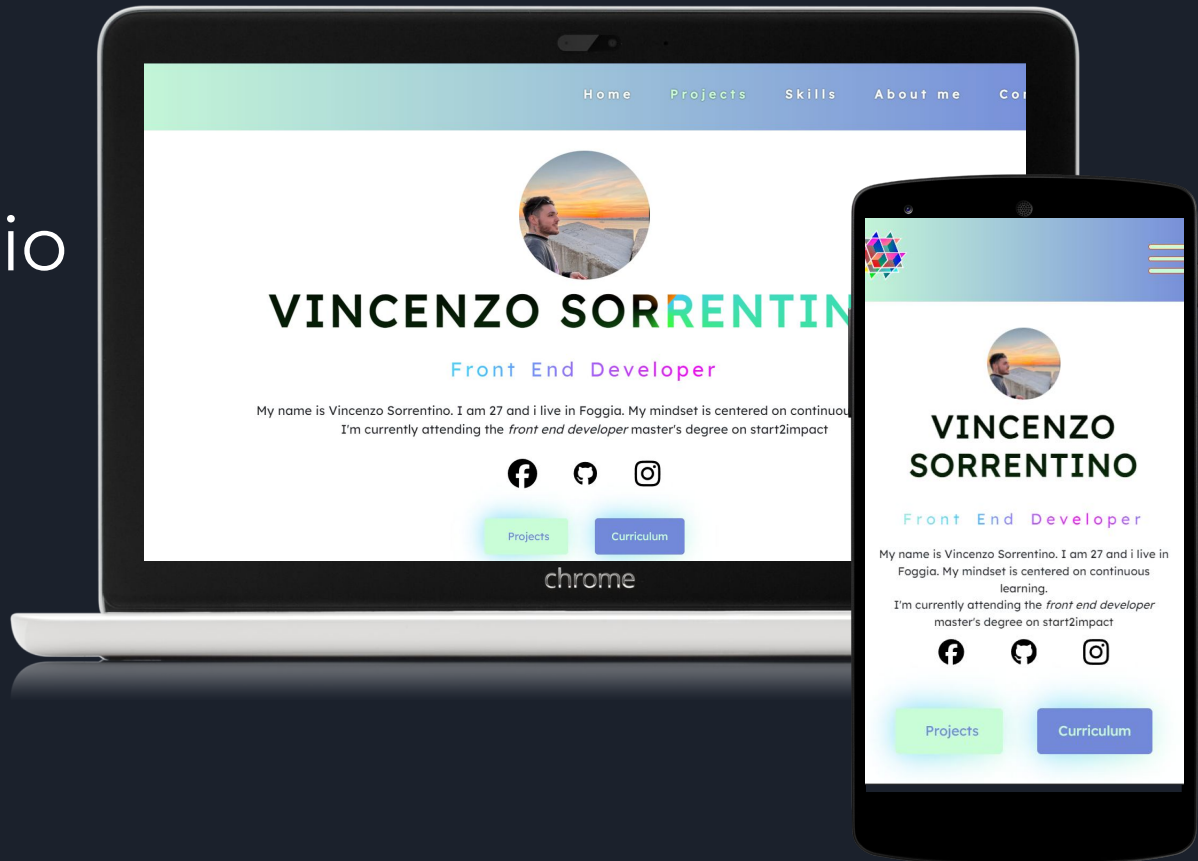 io
Home Projects Skills About me Co
VINCENZO SORRENTIN
Front End Developer
My name is Vincenzo Sorrentino. I am 27 and i live in Foggia. My mindset is centered on continuou
I'm currently attending the front end developer master's degree on start2impact
Projects Curriculum
chrome
VINCENZO
SORRENTINO
Front End Developer
My name is Vincenzo Sorrentino. I am 27 and i live in
Foggia. My mindset is centered on continuous
learning.
I'm currently attending the front end developer
master's degree on start2impact
Projects Curriculum